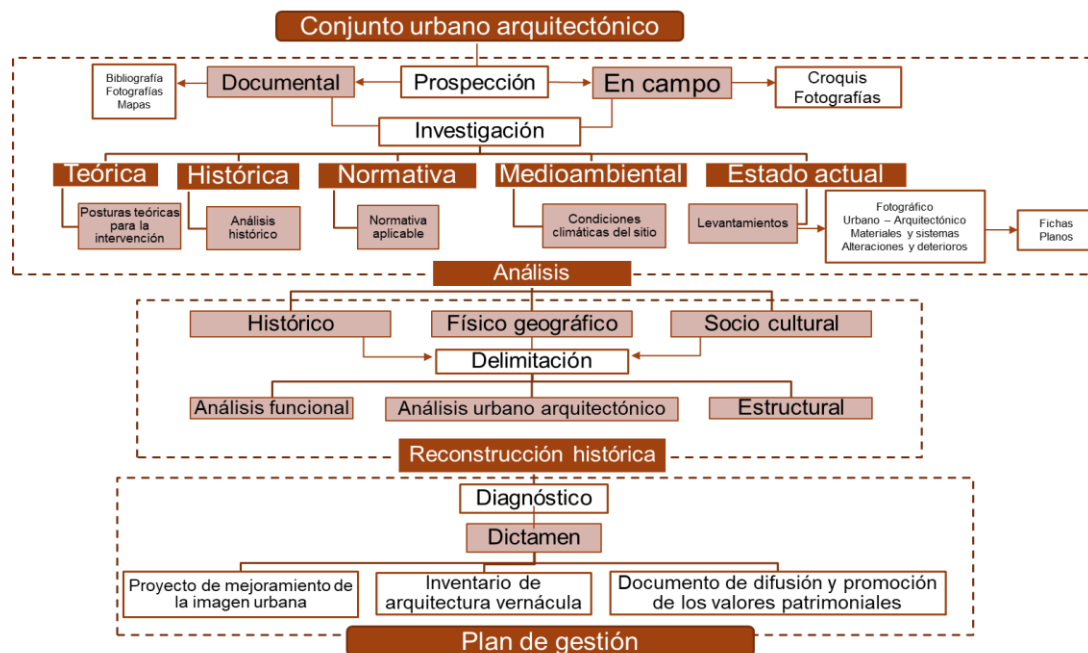 Conjunto urbano arquitectónico
Bibliografía
Fotografías
Mapas
Documental
Prospección
En campo
Croquis
Fotografías
Investigación
Teórica
Histórica
Normativa
Medioambiental
Estado actual
Posturas teóricas
para la
intervención
Análisis
histórico
Normativa
aplicable
Condiciones
climáticas del sitio
Levantamientos
Fotográfico
Urbano – Arquitectónico
Materiales y sistemas
Alteraciones y deterioros
Fichas
Planos
Análisis
Histórico
Físico geográfico
Socio cultural
Delimitación
Análisis funcional
Análisis urbano arquitectónico
Estructural
Reconstrucción histórica
Diagnóstico
Dictamen
Proyecto de mejoramiento de
la imagen urbana
Inventario de
arquitectura vernácula
Documento de difusión y promoción
de los valores patrimoniales
Plan de gestión